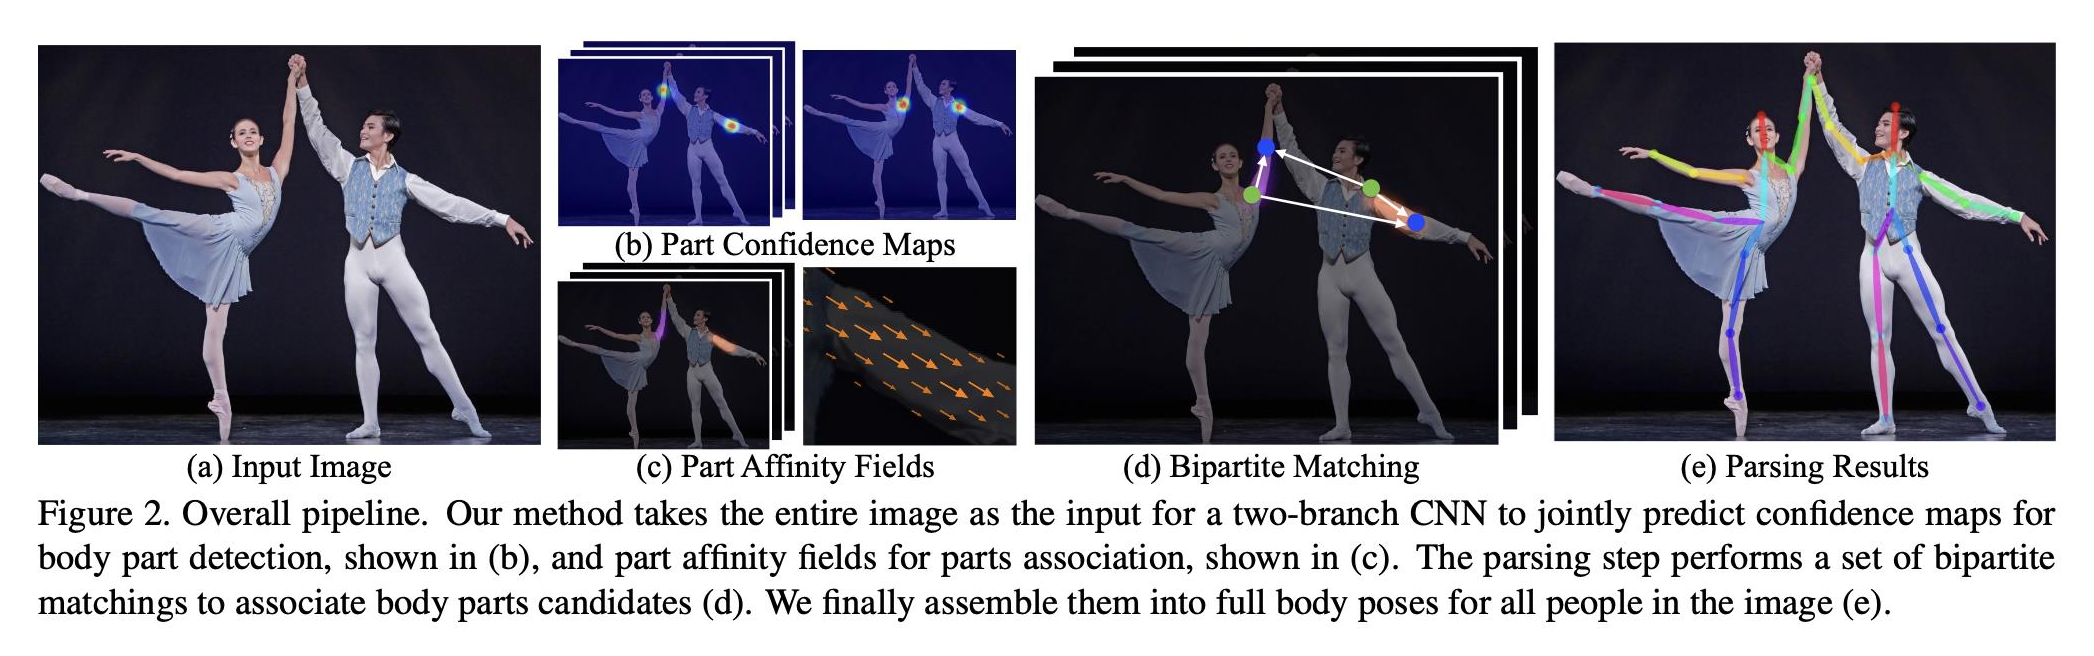 (b) Part Confidence Maps
(a) Input Image
(c) Part Affinity Fields
(d) Bipartite Matching
(e) Parsing Results
Figure 2. Overall pipeline. Our method takes the entire image as the input for a two-branch CNN to jointly predict confidence maps for
body part detection, shown in (b), and part affinity fields for parts association, shown in (c). The parsing step performs a set of bipartite
matchings to associate body parts candidates (d). We finally assemble them into full body poses for all people in the image (e).